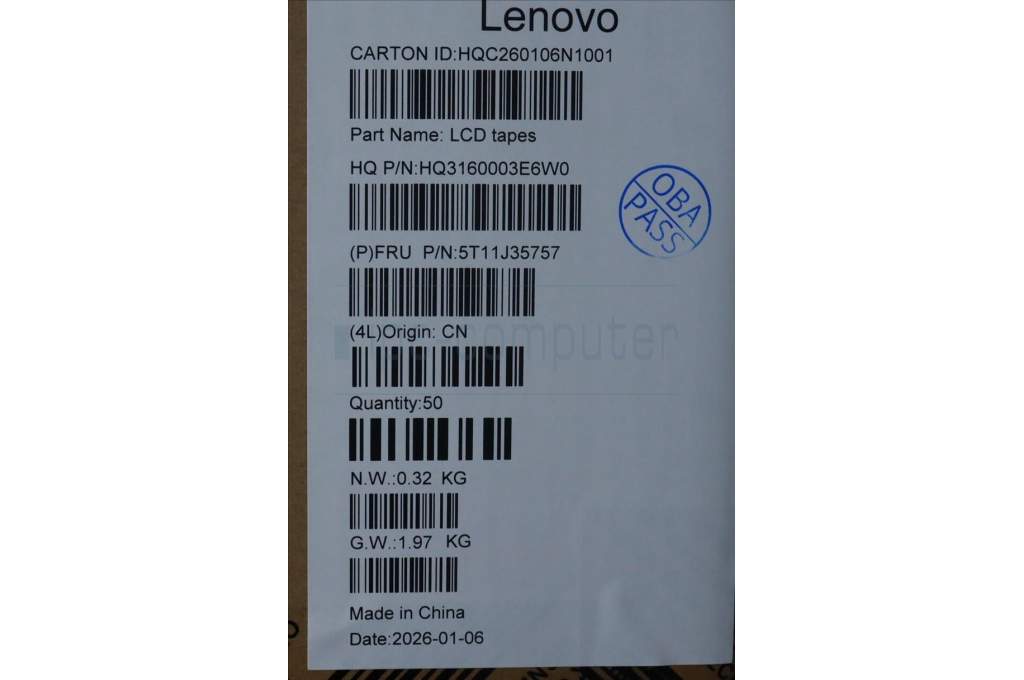 Lenovo
CARTON ID:HQC260106N1001
Part Name: LCD tapes
HQ P/N:HQ3160003E6W0
OBA
PASS
(P)FRU P/N:5T11J35757
(4L)Origin: CN
computer
Quantity:50
N.W.:0.32 KG
G.W.:1.97 KG
Made in China
Date:2026-01-06